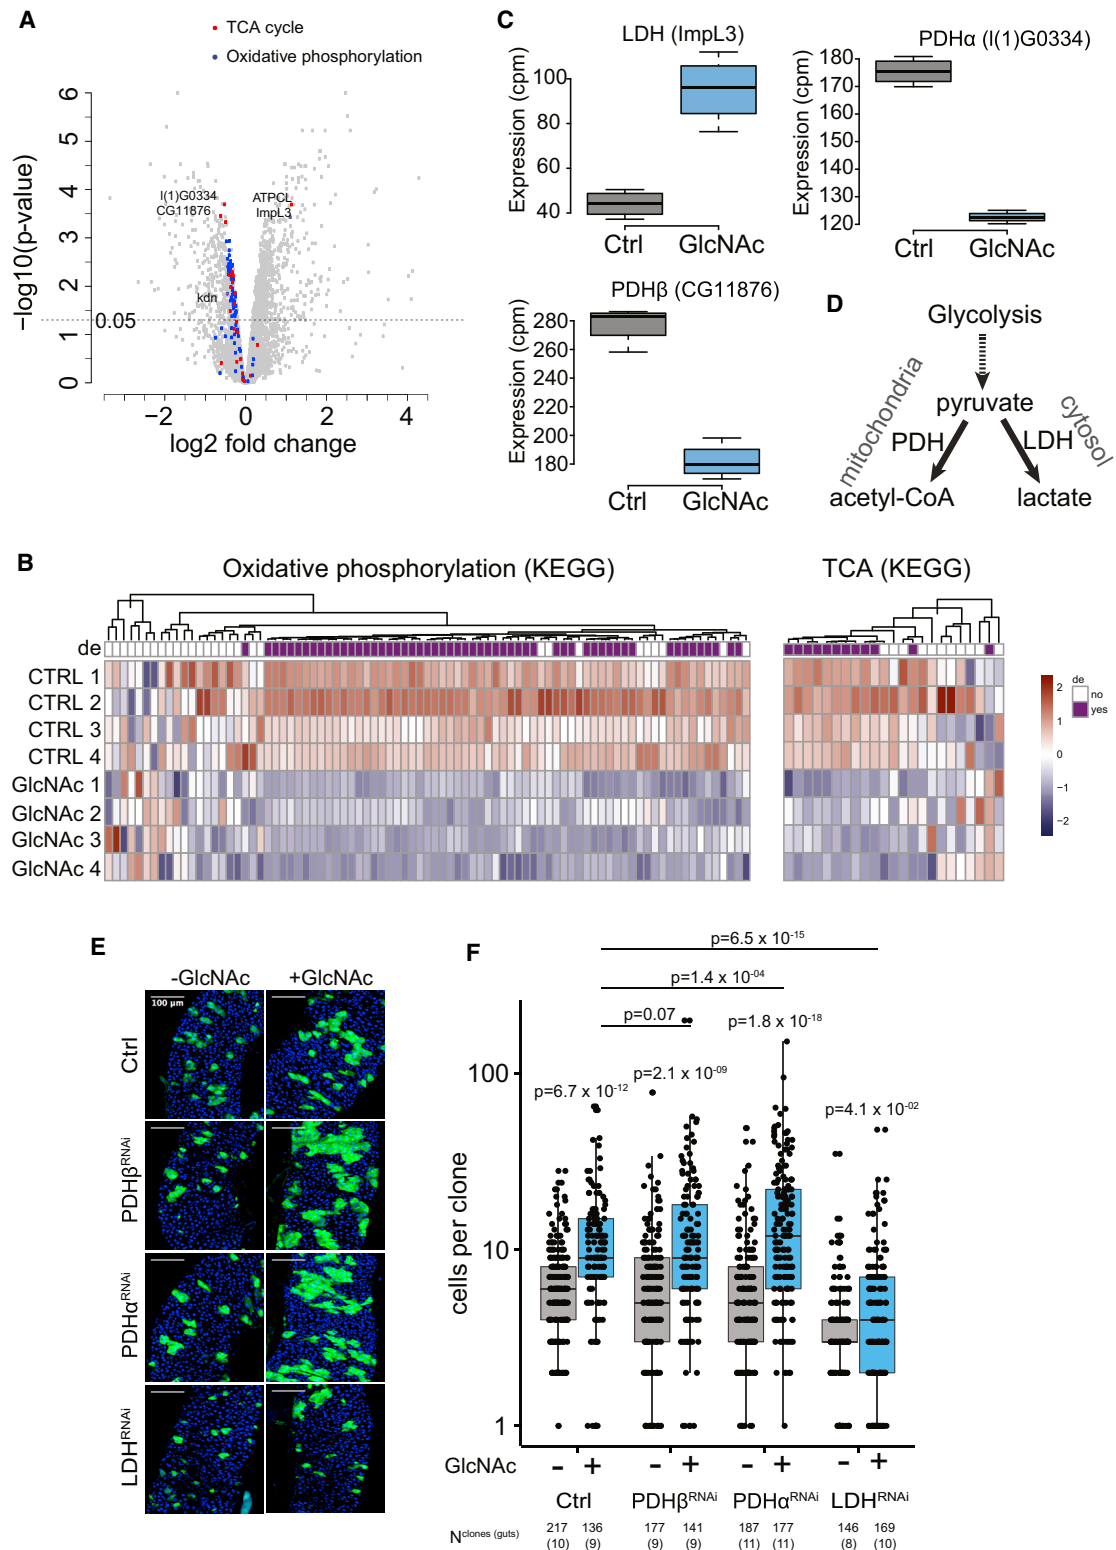 A
TCA cycle
Oxidative phosphorylation
−log10(p-value)
6
5
4
3
2
1
0
l(1)G0334
CG11876
ATPCL
ImpL3
kdn
0.05
−2 0 2 4
log2 fold change
C
LDH (ImpL3)
Expression (cpm)
100
80
60
40
Ctrl GlcNAc
PDHα (l(1)G0334)
Expression (cpm)
180
170
160
150
140
130
120
Ctrl GlcNAc
PDHβ (CG11876)
Expression (cpm)
280
260
240
220
200
180
Ctrl GlcNAc
D
Glycolysis
pyruvate
mitochondria
PDH
LDH
cytosol
acetyl-CoA
lactate
B
Oxidative phosphorylation (KEGG)
TCA (KEGG)
de
CTRL 1
CTRL 2
CTRL 3
CTRL 4
GlcNAc 1
GlcNAc 2
GlcNAc 3
GlcNAc 4
2
1
0
−1
−2
de
no
yes
E
-GlcNAc +GlcNAc
100 µm
Ctrl
PDHβRNAi
PDHαRNAi
LDHRNAi
F
p=6.5 x 10-15
p=1.4 x 10-04
p=0.07
p=1.8 x 10-18
p=6.7 x 10-12
p=2.1 x 10-09
p=4.1 x 10-02
cells per clone
100
10
1
GlcNAc − + − + − + − +
Ctrl PDHβRNAi PDHαRNAi LDHRNAi
Nclones (guts) 217 136 177 141 187 177 146 169
(10) (9) (9) (9) (11) (11) (8) (10)